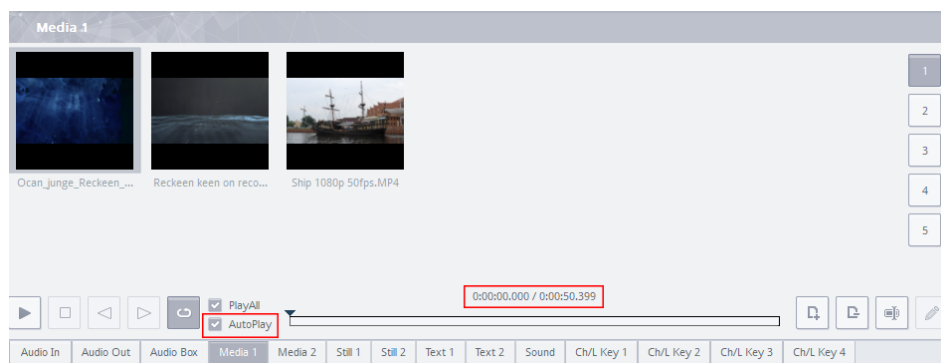 Media 1
1
2
3
4
5
Ocan_junge_Reckeen_...
Reckeen keen on reco...
Ship 1080p 50fps.MP4
PlayAll
AutoPlay
0:00:00.000 / 0:00:50.399
Audio In
Audio Out
Audio Box
Media 1
Media 2
Still 1
Still 2
Text 1
Text 2
Sound
Ch/L Key 1
Ch/L Key 2
Ch/L Key 3
Ch/L Key 4